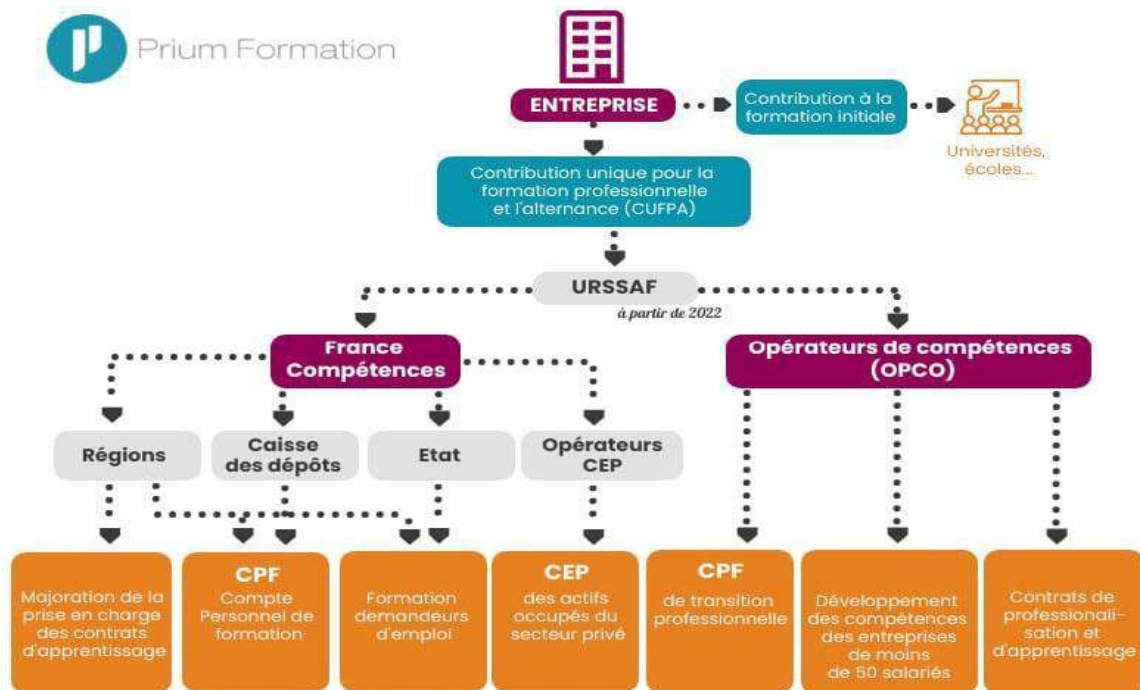 Prium Formation
ENTREPRISE
Contribution à la
formation initiale
Universités,
écoles...
Contribution unique pour la
formation professionnelle
et l'alternance (CUFPA)
URSSAF
à partir de 2022
France
Compétences
Opérateurs de compétences
(OPCO)
Régions
Caisse
des dépôts
Etat
Opérateurs
CEP
Majoration de la
prise en charge
des contrats
d'apprentissage
CPF
Compte
Personnel de
formation
Formation
demandeurs
d'emploi
CEP
des actifs
occupés du
secteur privé
CPF
de transition
professionnelle
Développement
des compétences
des entreprises
de moins
de 50 salariés
Contrats de
professionali-
sation et
d'apprentissage